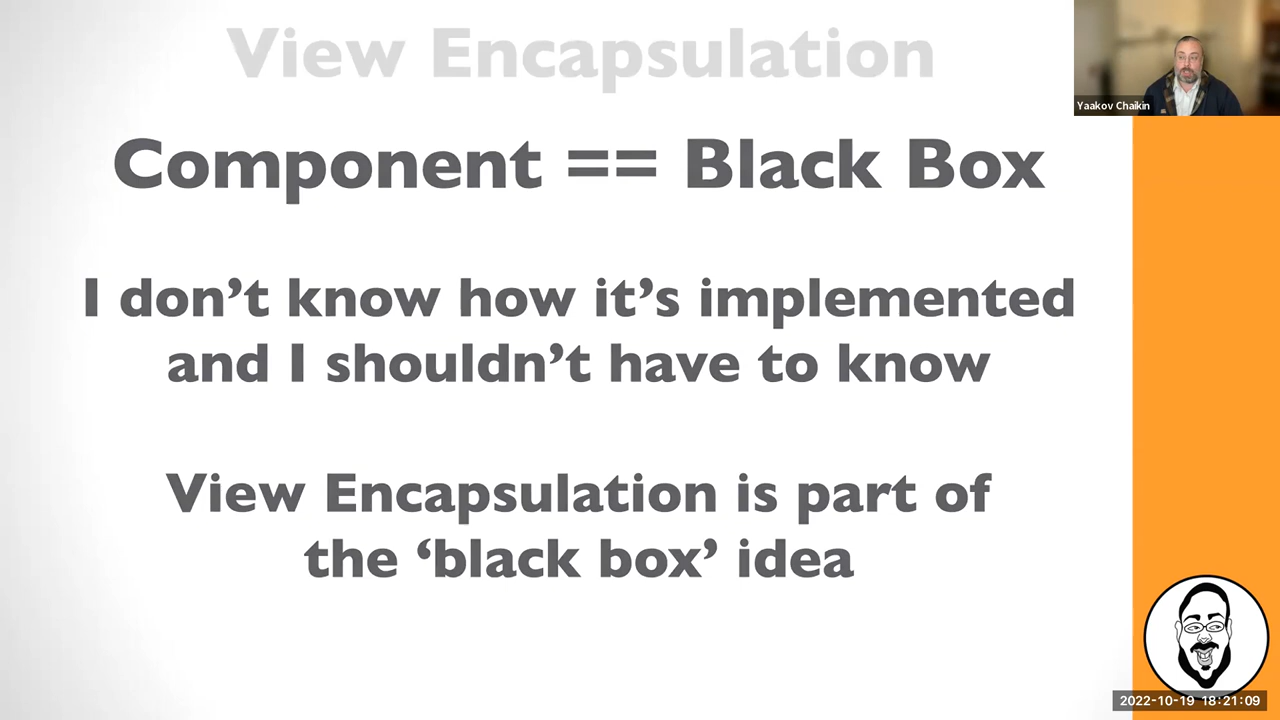 View Encapsulation
Yaakov Chaikin
Component == Black Box
I don’t know how it’s implemented
and I shouldn’t have to know
View Encapsulation is part of
the ‘black box’ idea
2022-10-19 18:21:09